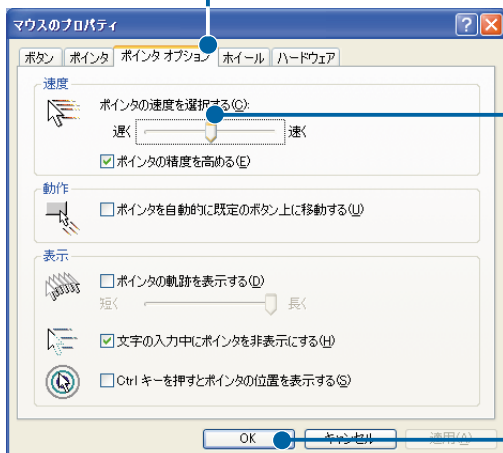 マウスのプロパティ
ボタン ポインタ ポインタ オプション ホイール ハードウェア
速度
ポインタの速度を選択する(C):
遅く 速く
ポインタの精度を高める(E)
動作
ポインタを自動的に既定のボタン上に移動する(U)
表示
ポインタの軌跡を表示する(D)
短く 長く
文字の入力中にポインタを非表示にする(H)
Ctrl キーを押すとポインタの位置を表示する(S)
OK キャンセル 適用(A)